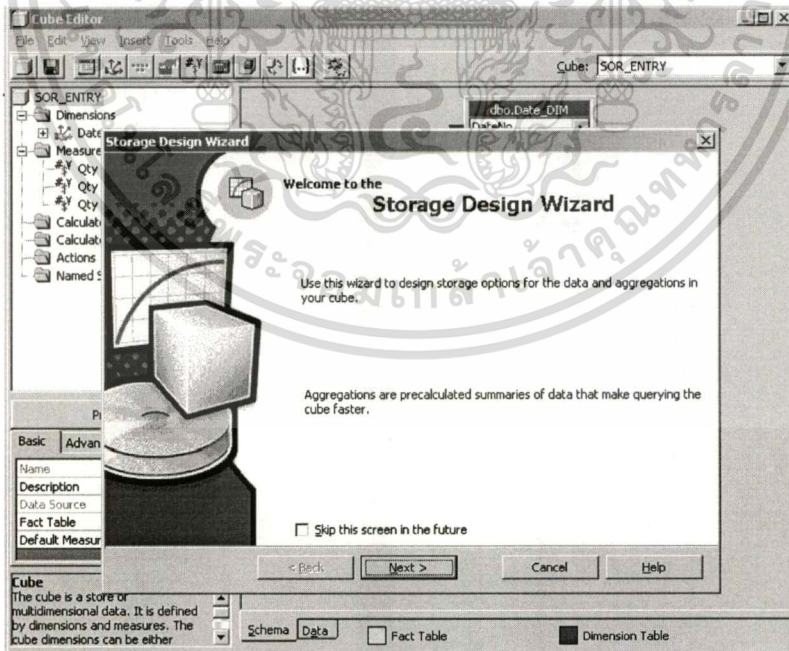 Cube Editor
File Edit View Insert Tools Help
Cube: SOR_ENTRY
SOR_ENTRY
Dimensions
Date
Measure
Qty
Qty
Qty
Calculat
Calculat
Actions
Named S
dbo.Date_DIM
DateNo
Storage Design Wizard
Welcome to the
Storage Design Wizard
Use this wizard to design storage options for the data and aggregations in
your cube.
Aggregations are precalculated summaries of data that make querying the
cube faster.
Skip this screen in the future
< Back Next > Cancel Help
Basic Advan
Name
Description
Data Source
Fact Table
Default Measur
Cube
The cube is a store of
multidimensional data. It is defined
by dimensions and measures. The
cube dimensions can be either
Schema Data Fact Table Dimension Table